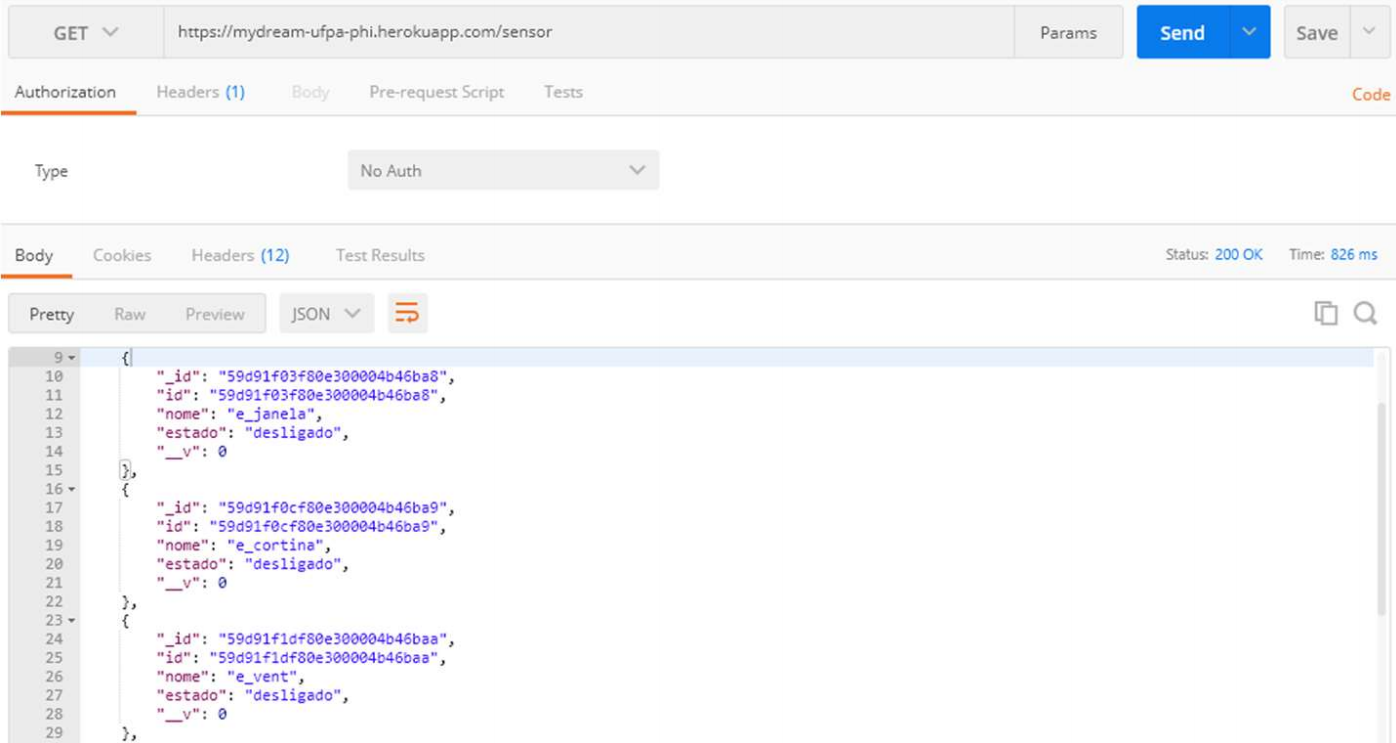 GET https://mydream-ufpa-phi.herokuapp.com/sensor Params Send Save
Authorization Headers (1) Body Pre-request Script Tests Code
Type No Auth
Body Cookies Headers (12) Test Results Status: 200 OK Time: 826 ms
Pretty Raw Preview JSON
9 {
10 "_id": "59d91f03f80e300004b46ba8",
11 "id": "59d91f03f80e300004b46ba8",
12 "nome": "e_janela",
13 "estado": "desligado",
14 "__v": 0
15 },
16 {
17 "_id": "59d91f0cf80e300004b46ba9",
18 "id": "59d91f0cf80e300004b46ba9",
19 "nome": "e_cortina",
20 "estado": "desligado",
21 "__v": 0
22 },
23 {
24 "_id": "59d91f1df80e300004b46baa",
25 "id": "59d91f1df80e300004b46baa",
26 "nome": "e_vent",
27 "estado": "desligado",
28 "__v": 0
29 },